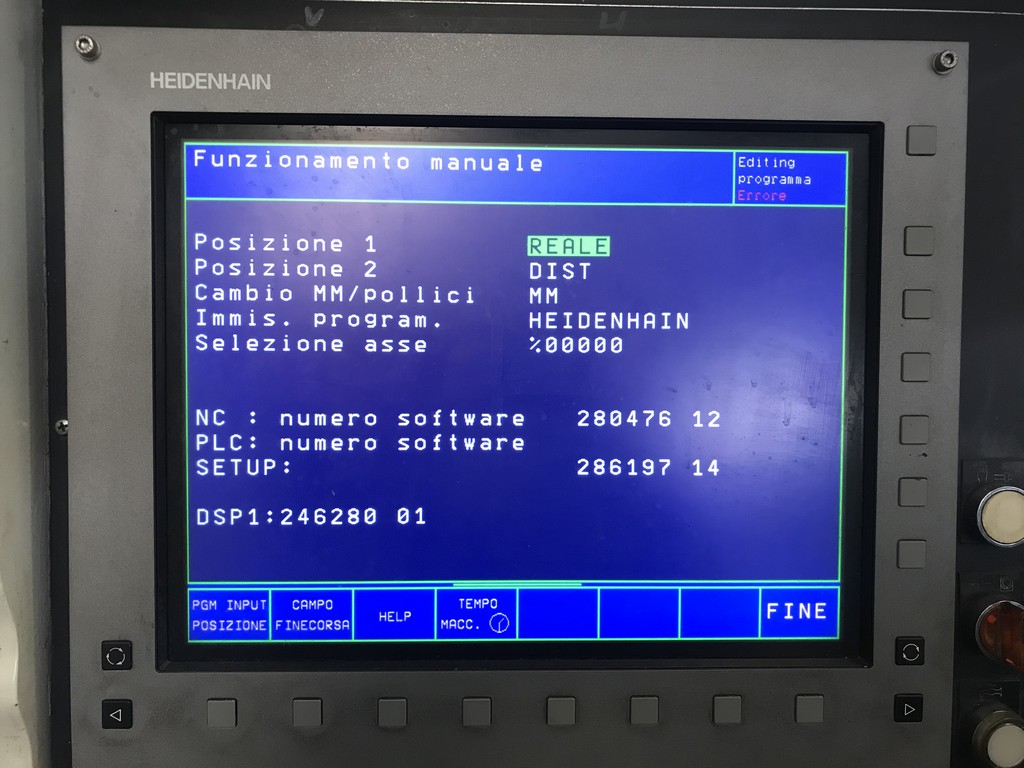 HEIDENHAIN
Funzionamento manuale
Editing
programma
Errore
Posizione 1 REALE
Posizione 2 DIST
Cambio MM/pollici MM
Immis. program. HEIDENHAIN
Selezione asse %00000
NC : numero software 280476 12
PLC: numero software
SETUP: 286197 14
DSP1:246280 01
PGM INPUT
POSIZIONE
CAMPO
FINECORSA
HELP
TEMPO
MACC.
FINE